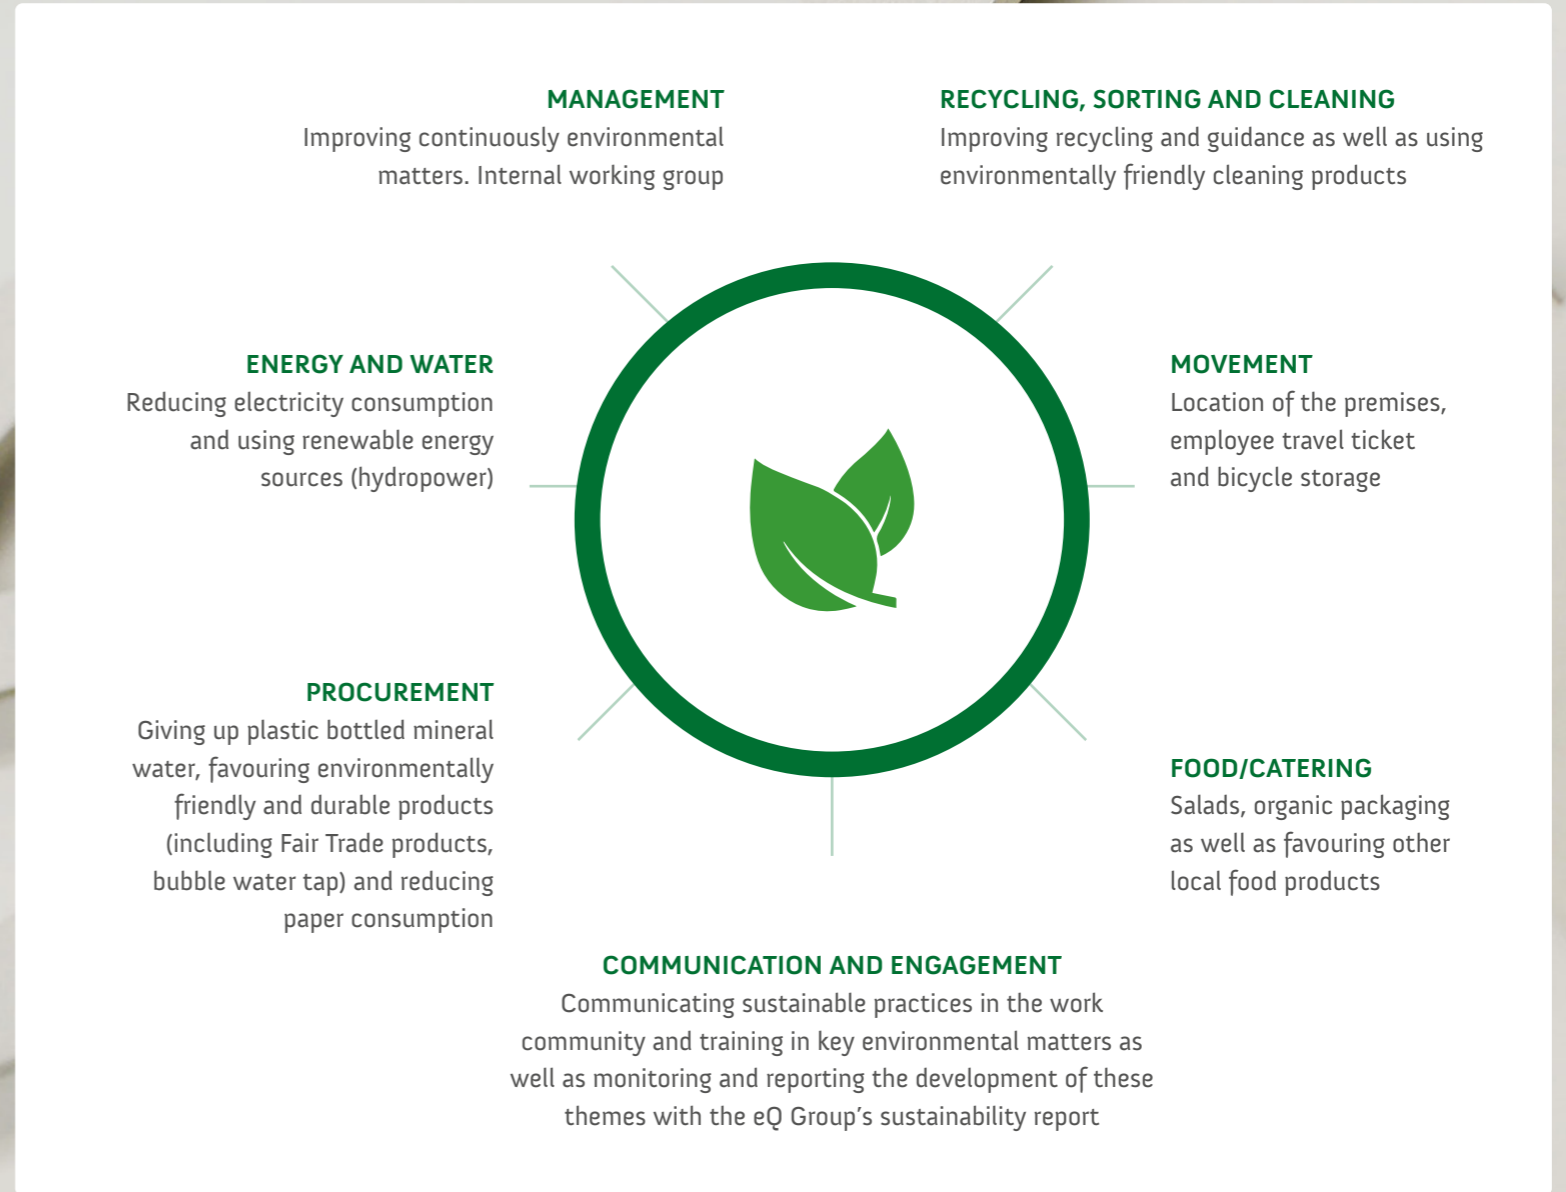 MANAGEMENT
Improving continuously environmental
matters. Internal working group
RECYCLING, SORTING AND CLEANING
Improving recycling and guidance as well as using
environmentally friendly cleaning products
ENERGY AND WATER
Reducing electricity consumption
and using renewable energy
sources (hydropower)
MOVEMENT
Location of the premises,
employee travel ticket
and bicycle storage
PROCUREMENT
Giving up plastic bottled mineral
water, favouring environmentally
friendly and durable products
(including Fair Trade products,
bubble water tap) and reducing
paper consumption
FOOD/CATERING
Salads, organic packaging
as well as favouring other
local food products
COMMUNICATION AND ENGAGEMENT
Communicating sustainable practices in the work
community and training in key environmental matters as
well as monitoring and reporting the development of these
themes with the eQ Group’s sustainability report